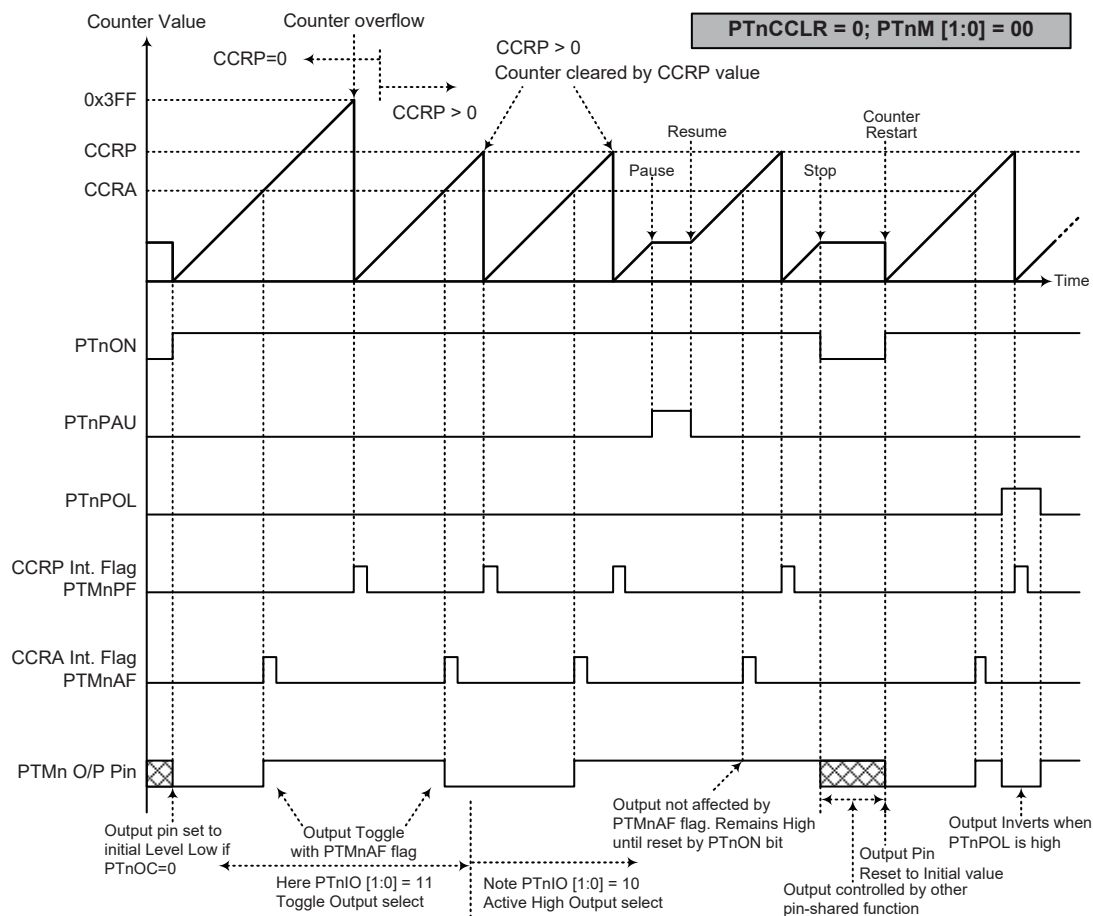 Counter Value
Counter overflow
PTnCCLR = 0; PTnM [1:0] = 00
CCRP=0
CCRP > 0
CCRP > 0
Counter cleared by CCRP value
0x3FF
CCRP
CCRA
Pause
Resume
Stop
Counter
Restart
Time
PTnON
PTnPAU
PTnPOL
CCRP Int. Flag
PTMnPF
CCRA Int. Flag
PTMnAF
PTMn O/P Pin
Output pin set to
initial Level Low if
PTnOC=0
Output Toggle
with PTMnAF flag
Here PTnIO [1:0] = 11
Toggle Output select
Note PTnIO [1:0] = 10
Active High Output select
Output not affected by
PTMnAF flag. Remains High
until reset by PTnON bit
Output controlled by other
pin-shared function
Output Pin
Reset to Initial value
Output Inverts when
PTnPOL is high